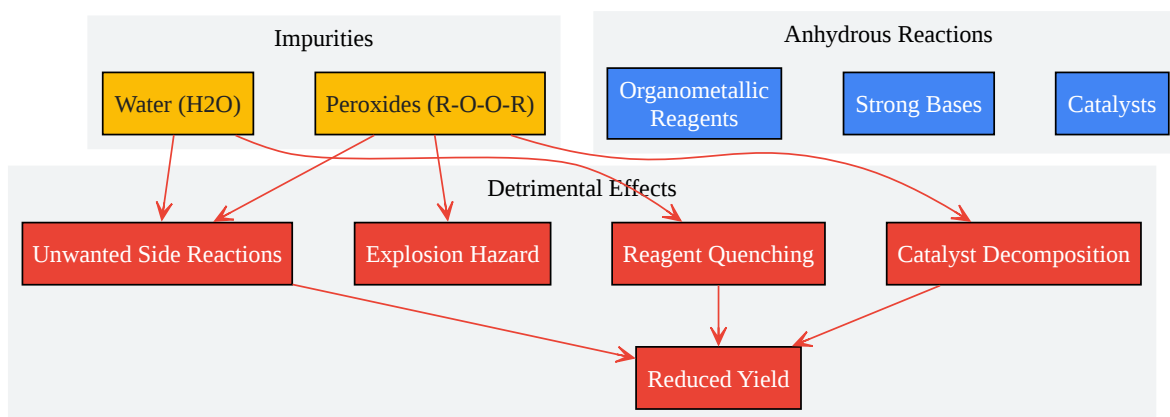 Impurities
Anhydrous Reactions
Water (H2O)
Peroxides (R-O-O-R)
Organometallic
Reagents
Strong Bases
Catalysts
Detrimental Effects
Unwanted Side Reactions
Explosion Hazard
Reagent Quenching
Catalyst Decomposition
Reduced Yield